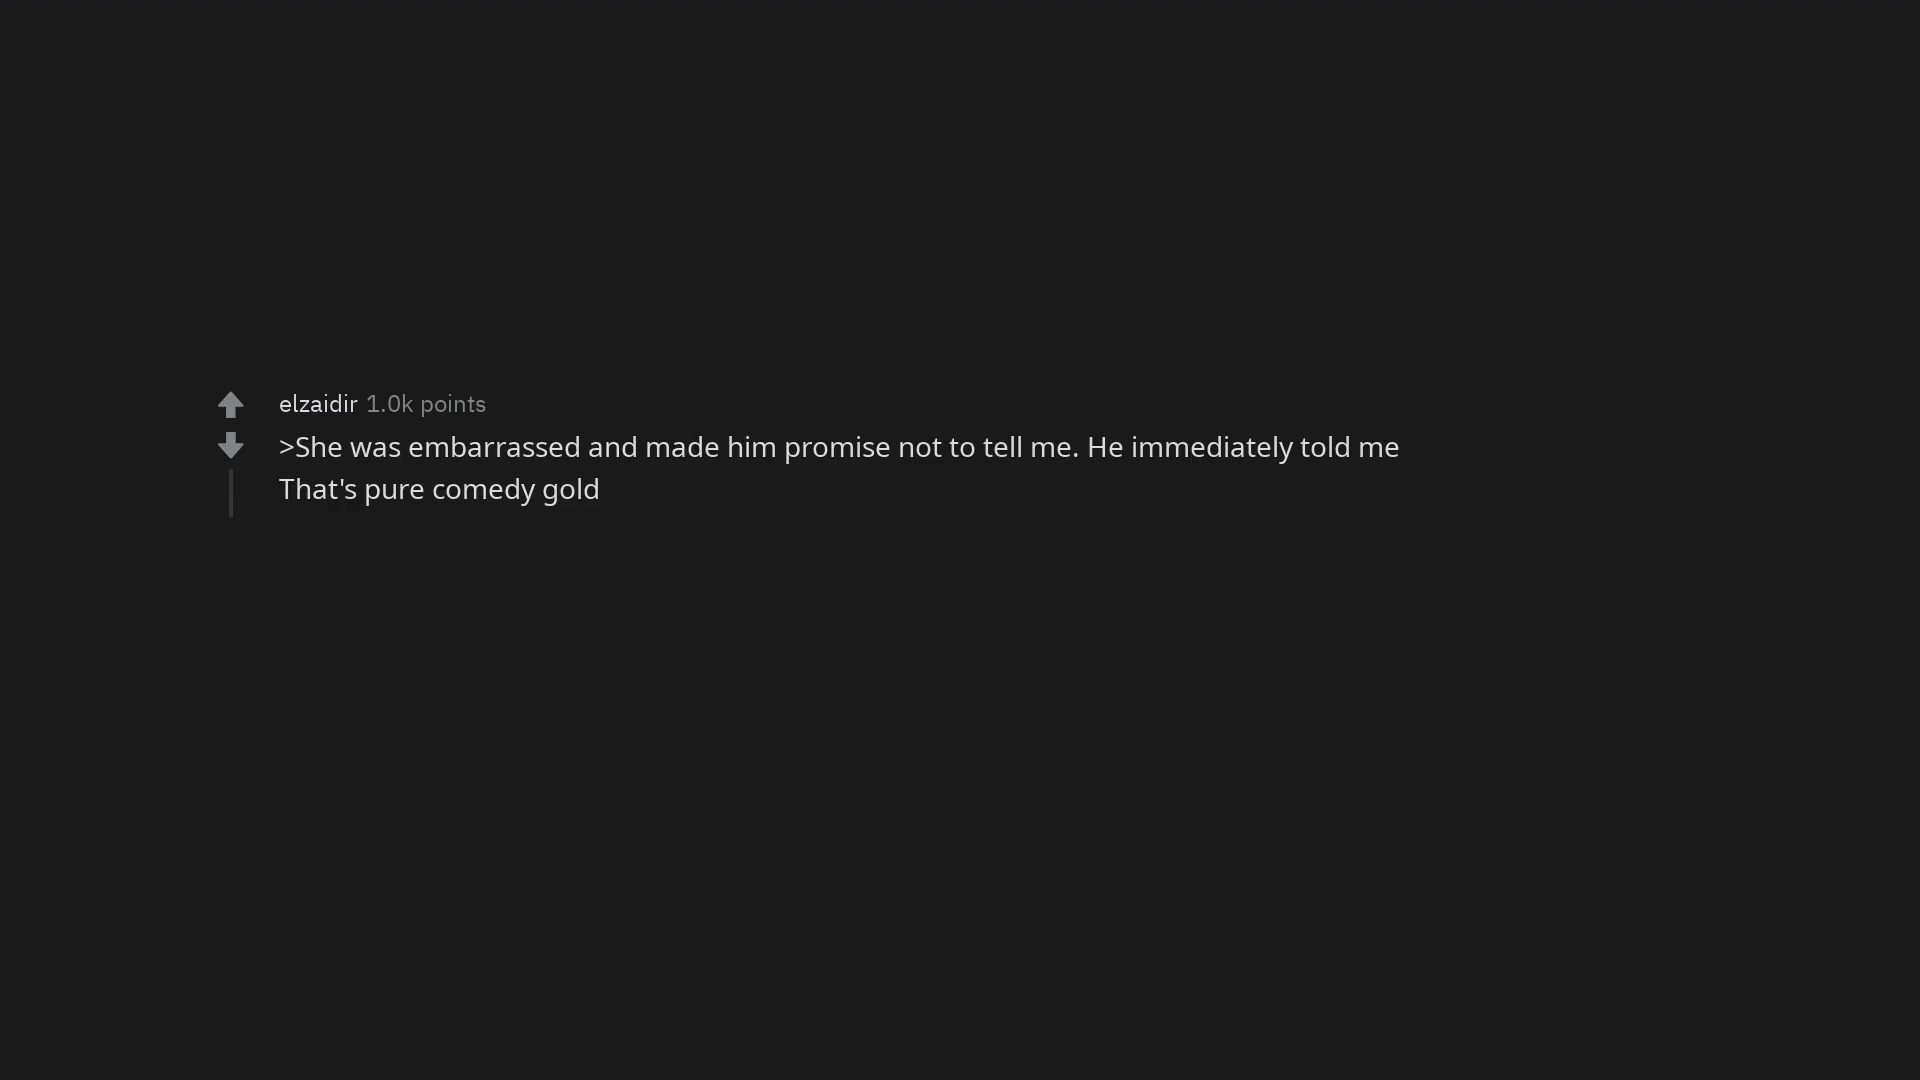 elzaidir 1.0k points
>She was embarrassed and made him promise not to tell me. He immediately told me
That's pure comedy gold